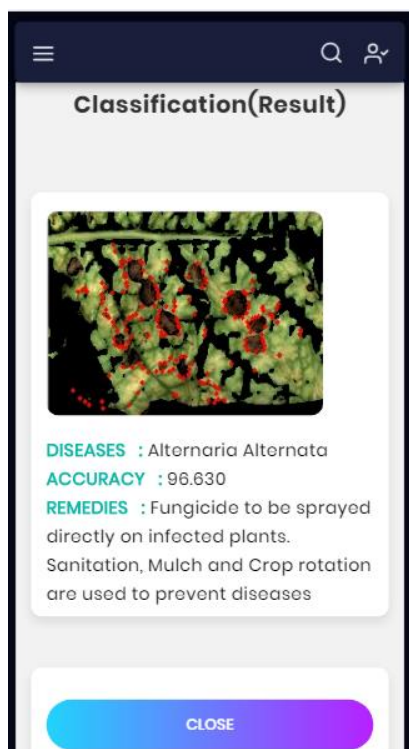 Classification(Result)
DISEASES : Alternaria Alternata
ACCURACY : 96.630
REMEDIES : Fungicide to be sprayed
directly on infected plants.
Sanitation, Mulch and Crop rotation
are used to prevent diseases
CLOSE